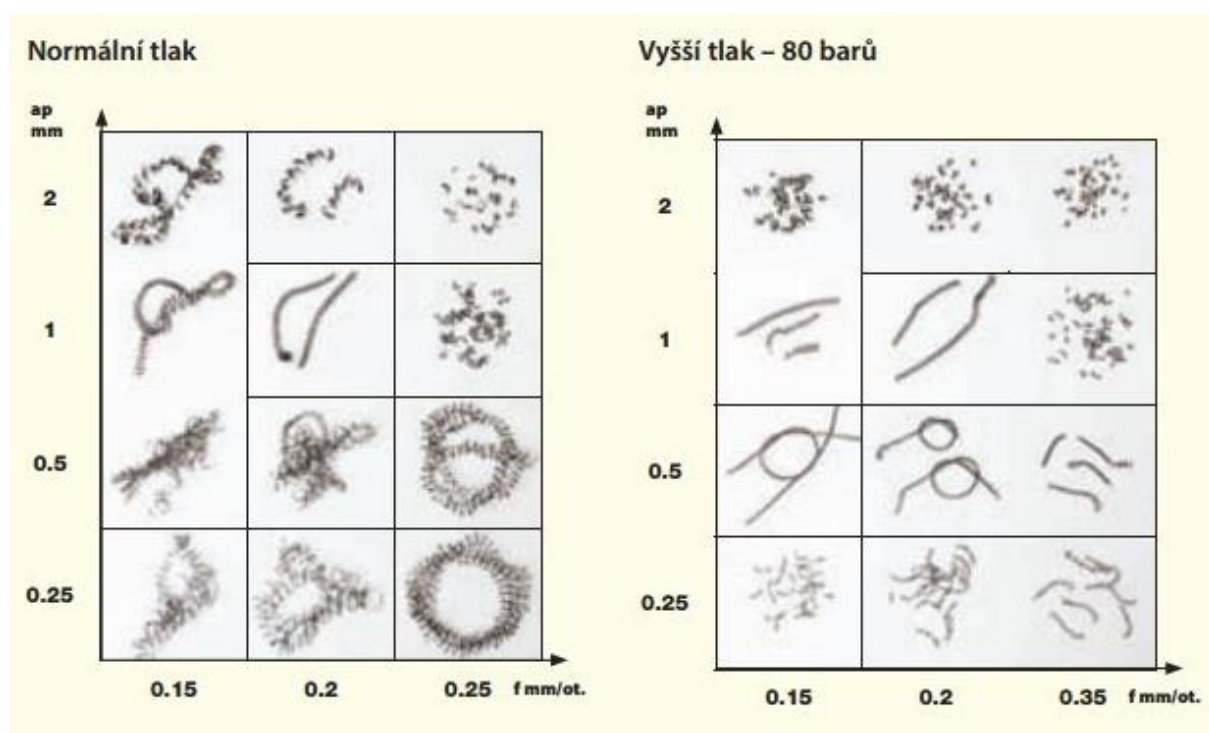 Normální tlak
ap
mm
2
1
0.5
0.25
0.15 0.2 0.25 f mm/ot.
Vyšší tlak – 80 barů
ap
mm
2
1
0.5
0.25
0.15 0.2 0.35 f mm/ot.